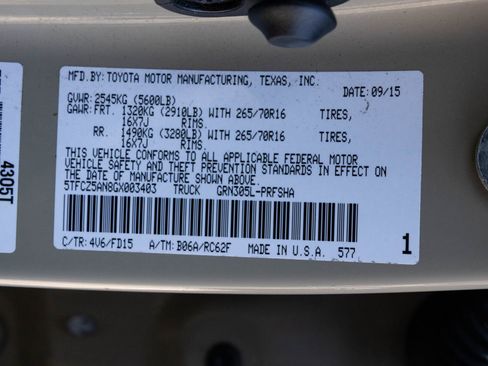 MFD.BY:TOYOTA MOTOR MANUFACTURING, TEXAS, INC.
DATE:09/15
GVWR:2545KG (5600LB)
GAWR:FRT. 1320KG (2910LB) WITH 265/70R16 TIRES,
16X7J RIMS.
RR. 1490KG (3280LB) WITH 265/70R16 TIRES,
16X7J RIMS.
THIS VEHICLE CONFORMS TO ALL APPLICABLE FEDERAL MOTOR
VEHICLE SAFETY AND THEFT PREVENTION STANDARDS IN EFFECT ON
THE DATE OF MANUFACTURE SHOWN ABOVE.
5TFCZ5AN8GX003403 TRUCK GRN305L-PRFSHA
C/TR:4V6/FD15 A/TM:B06A/RC62F MADE IN U.S.A. 577
1
4305T